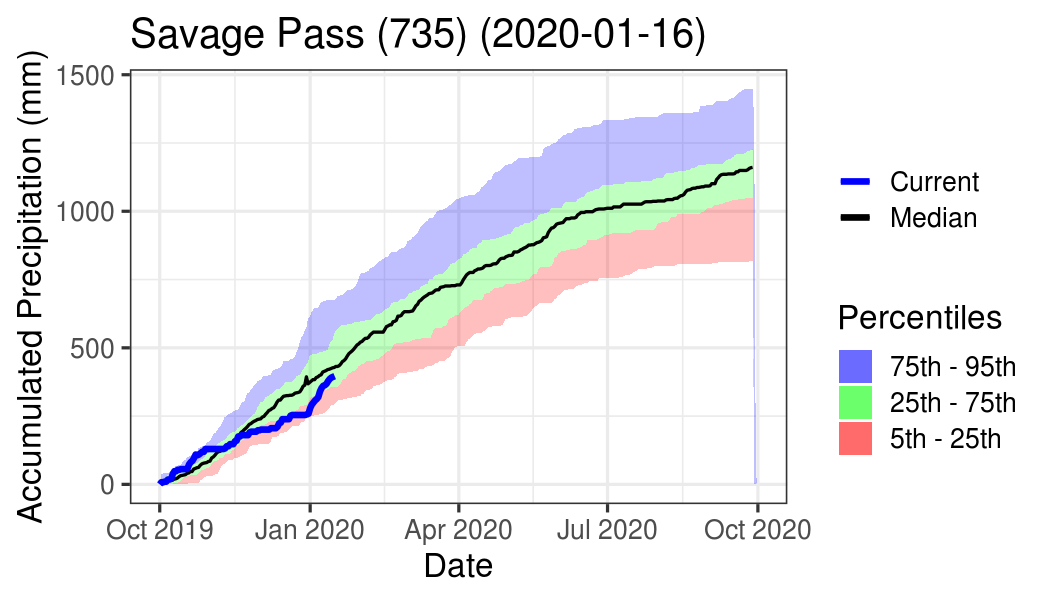 Savage Pass (735) (2020-01-16)
Accumulated Precipitation (mm)
1500
1000
500
0
Oct 2019
Jan 2020
Apr 2020
Jul 2020
Oct 2020
Date
Current
Median
Percentiles
75th - 95th
25th - 75th
5th - 25th